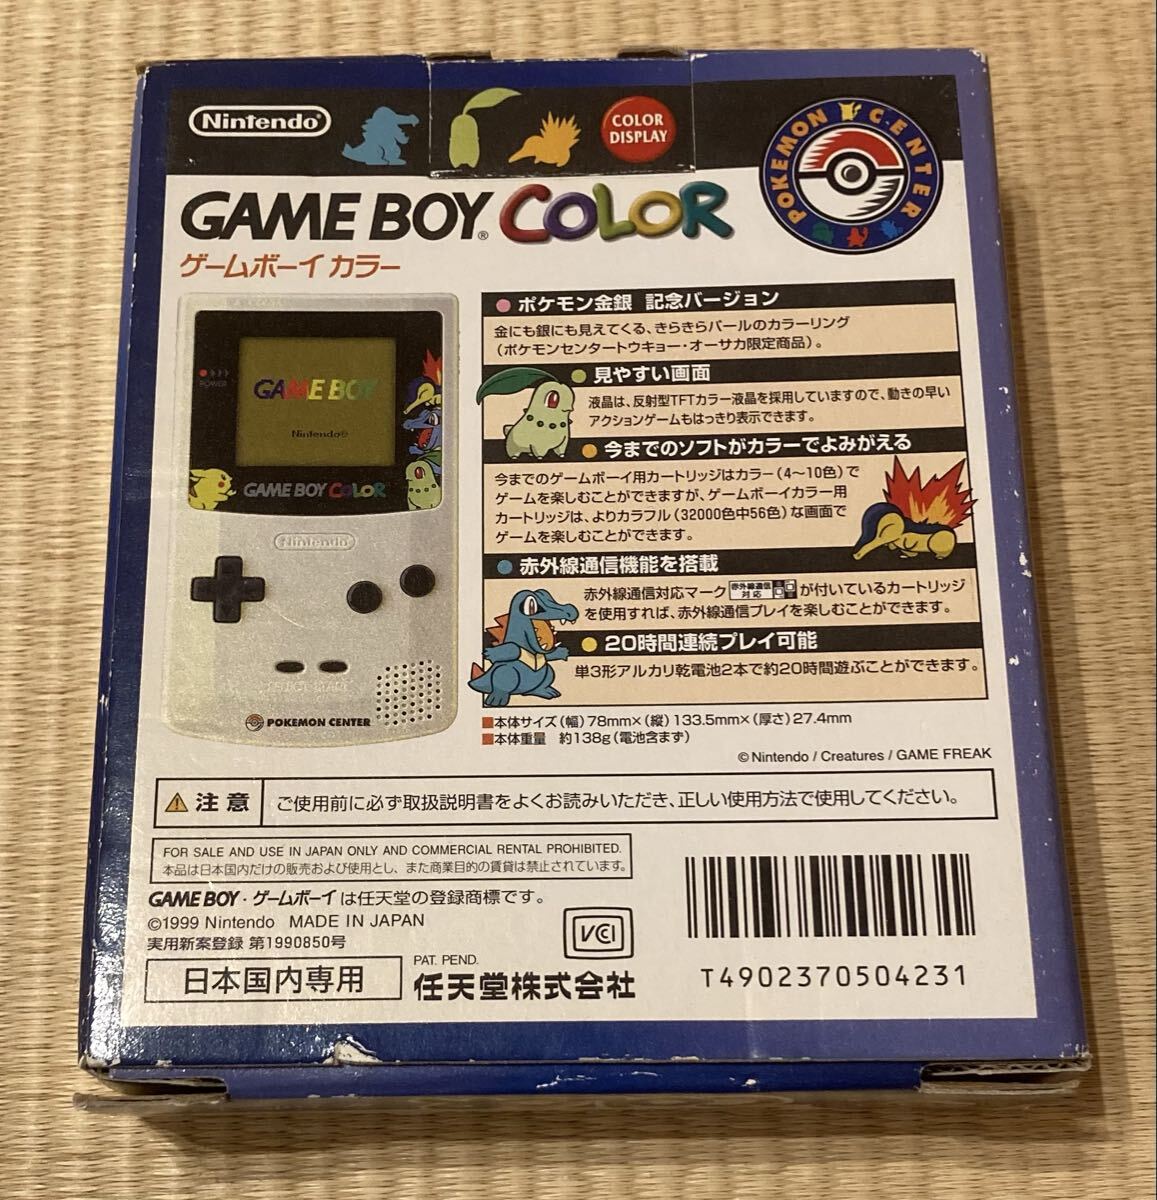 Nintendo
COLOR
DISPLAY
POKEMON CENTER
GAME BOY COLOR
ゲームボーイ カラー
POWER
GAME BOY
Nintendo®
GAME BOY COLOR
Nintendo
SELECT START
POKEMON CENTER
ポケモン金銀 記念バージョン
金にも銀にも見えてくる、きらきらパールのカラーリング
(ポケモンセンタートウキョー・オーサカ限定商品)。
見やすい画面
液晶は、反射型TFTカラー液晶を採用していますので、動きの早い
アクションゲームもはっきり表示できます。
今までのソフトがカラーでよみがえる
今までのゲームボーイ用カートリッジはカラー(4〜10色)で
ゲームを楽しむことができますが、ゲームボーイカラー用
カートリッジは、よりカラフル(32000色中56色)な画面で
ゲームを楽しむことができます。
赤外線通信機能を搭載
赤外線通信対応マーク 赤外線通信対応 が付いているカートリッジ
を使用すれば、赤外線通信プレイを楽しむことができます。
20時間連続プレイ可能
単3形アルカリ乾電池2本で約20時間遊ぶことができます。
■本体サイズ(幅)78mm×(縦)133.5mm×(厚さ)27.4mm
■本体重量 約138g(電池含まず)
©Nintendo / Creatures / GAME FREAK
注意 ご使用前に必ず取扱説明書をよくお読みいただき、正しい使用方法で使用してください。
FOR SALE AND USE IN JAPAN ONLY AND COMMERCIAL RENTAL PROHIBITED.
本品は日本国内だけの販売および使用とし、また商業目的の賃貸は禁止されています。
GAME BOY・ゲームボーイは任天堂の登録商標です。
©1999 Nintendo MADE IN JAPAN
実用新案登録 第1990850号
日本国内専用
PAT. PEND.
任天堂株式会社
VCI
T4902370504231